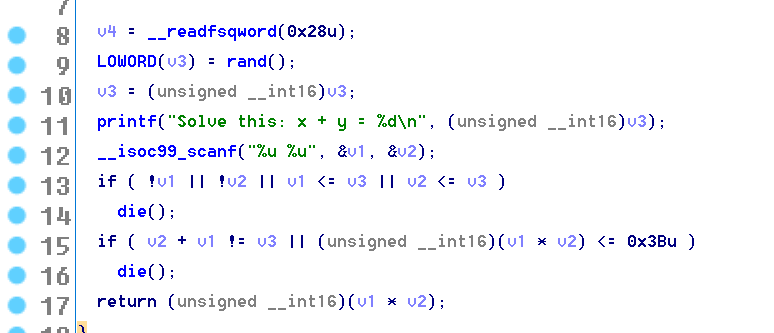 7
8 v4 = __readfsqword(0x28u);
9 LOWORD(v3) = rand();
10 v3 = (unsigned __int16)v3;
11 printf("Solve this: x + y = %d\n", (unsigned __int16)v3);
12 __isoc99_scanf("%u %u", &v1, &v2);
13 if ( !v1 || !v2 || v1 <= v3 || v2 <= v3 )
14 die();
15 if ( v2 + v1 != v3 || (unsigned __int16)(v1 * v2) <= 0x3Bu )
16 die();
17 return (unsigned __int16)(v1 * v2);
18 }